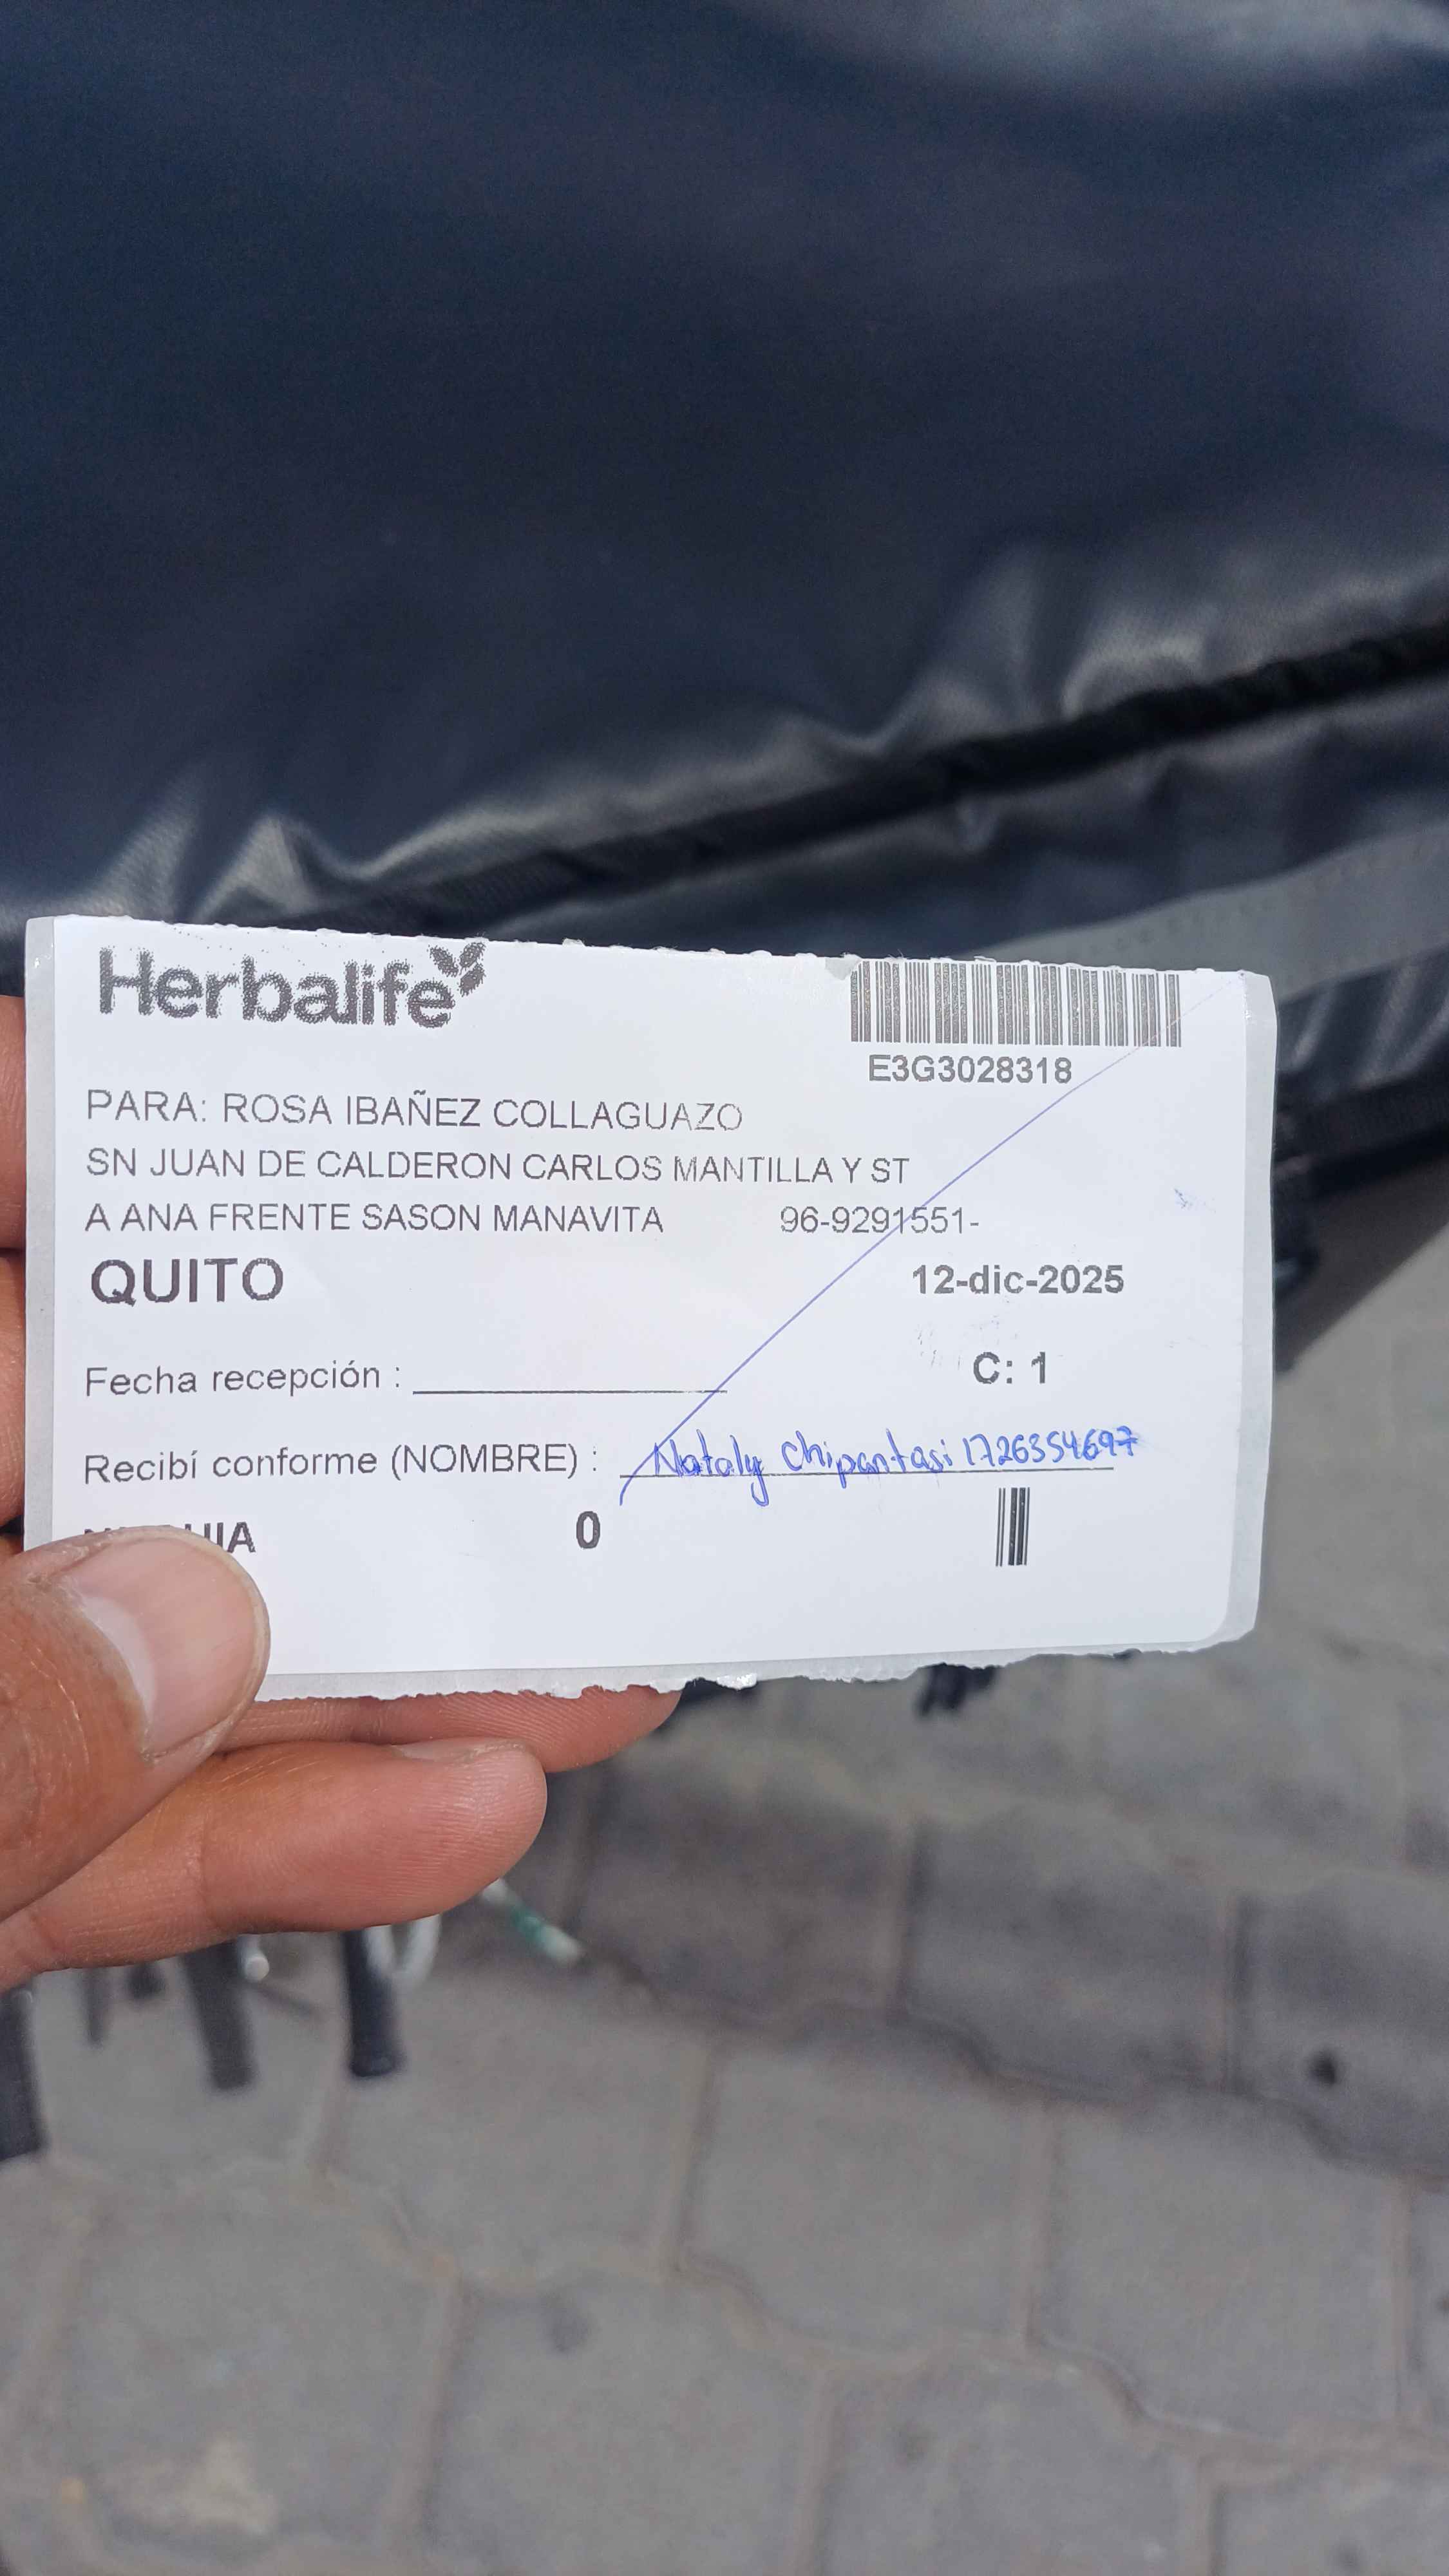 Herbalife
E3G3028318
PARA: ROSA IBAÑEZ COLLAGUAZO
SN JUAN DE CALDERON CARLOS MANTILLA Y ST
A ANA FRENTE SASON MANAVITA 96-9291551-
QUITO 12-dic-2025
Fecha recepción :
C: 1
Recibí conforme (NOMBRE) : Nataly Chipantasi 1726354697
0